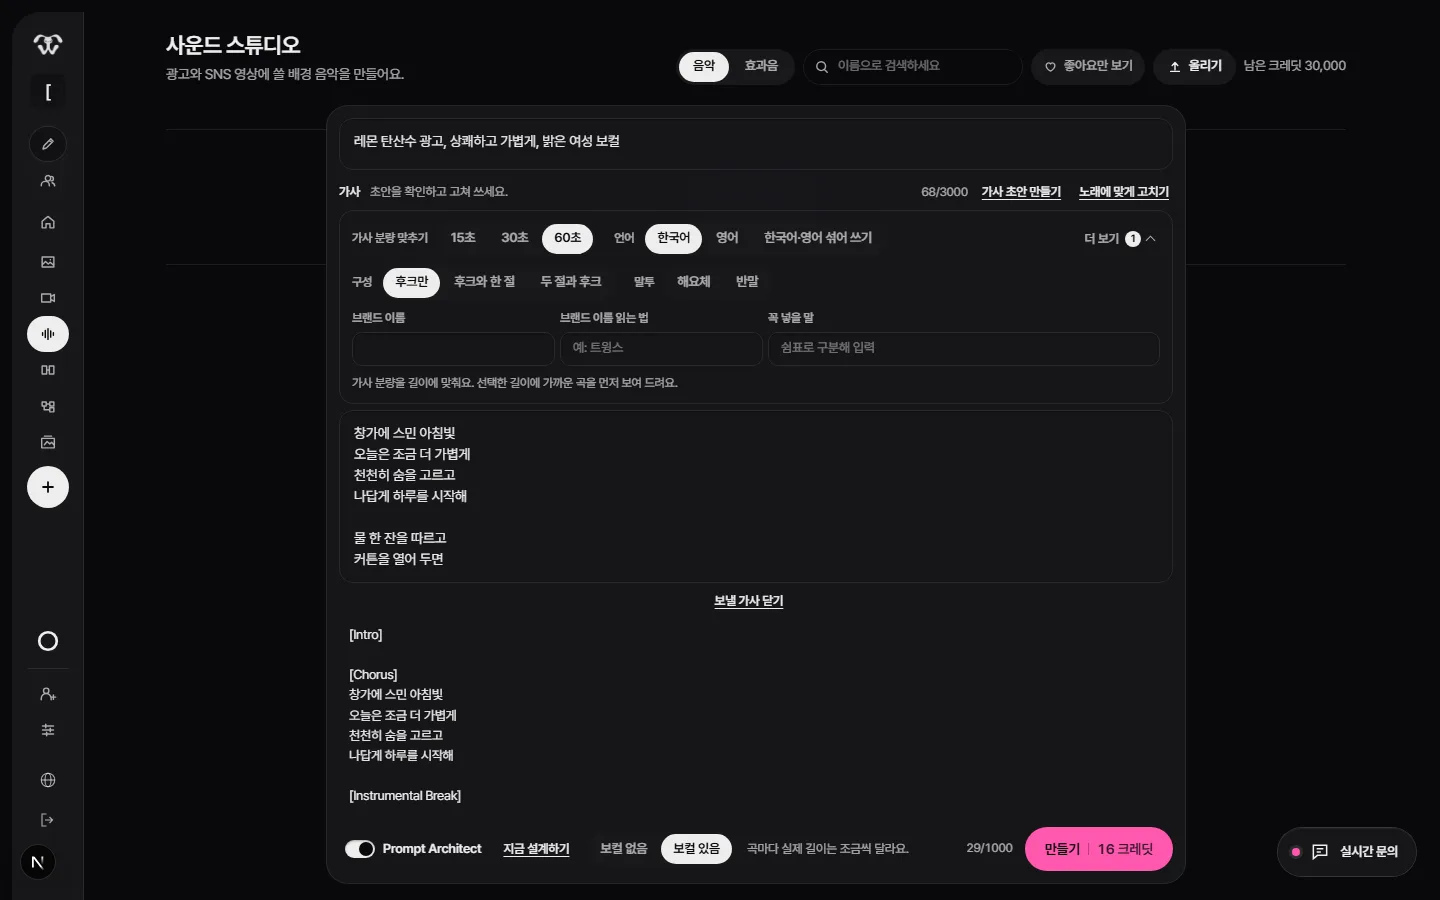 사운드 스튜디오
광고와 SNS 영상에 쓸 배경 음악을 만들어요.
음악
효과음
이름으로 검색하세요
좋아요만 보기
올리기
남은 크레딧 30,000
[
레몬 탄산수 광고, 상쾌하고 가볍게, 밝은 여성 보컬
가사 초안을 확인하고 고쳐 쓰세요.
68/3000
가사 초안 만들기
노래에 맞게 고치기
가사 분량 맞추기 15초 30초 60초 언어 한국어 영어 한국어·영어 섞어 쓰기
더 보기 1
구성 후크만 후크와 한 절 두 절과 후크 말투 해요체 반말
브랜드 이름
브랜드 이름 읽는 법
꼭 넣을 말
예: 트윙스
쉼표로 구분해 입력
가사 분량을 길이에 맞춰요. 선택한 길이에 가까운 곡을 먼저 보여 드려요.
창가에 스민 아침빛
오늘은 조금 더 가볍게
천천히 숨을 고르고
나답게 하루를 시작해
물 한 잔을 따르고
커튼을 열어 두면
보낼 가사 닫기
[Intro]
[Chorus]
창가에 스민 아침빛
오늘은 조금 더 가볍게
천천히 숨을 고르고
나답게 하루를 시작해
[Instrumental Break]
Prompt Architect
지금 설계하기
보컬 없음
보컬 있음
곡마다 실제 길이는 조금씩 달라요.
29/1000
만들기 | 16 크레딧
실시간 문의
N